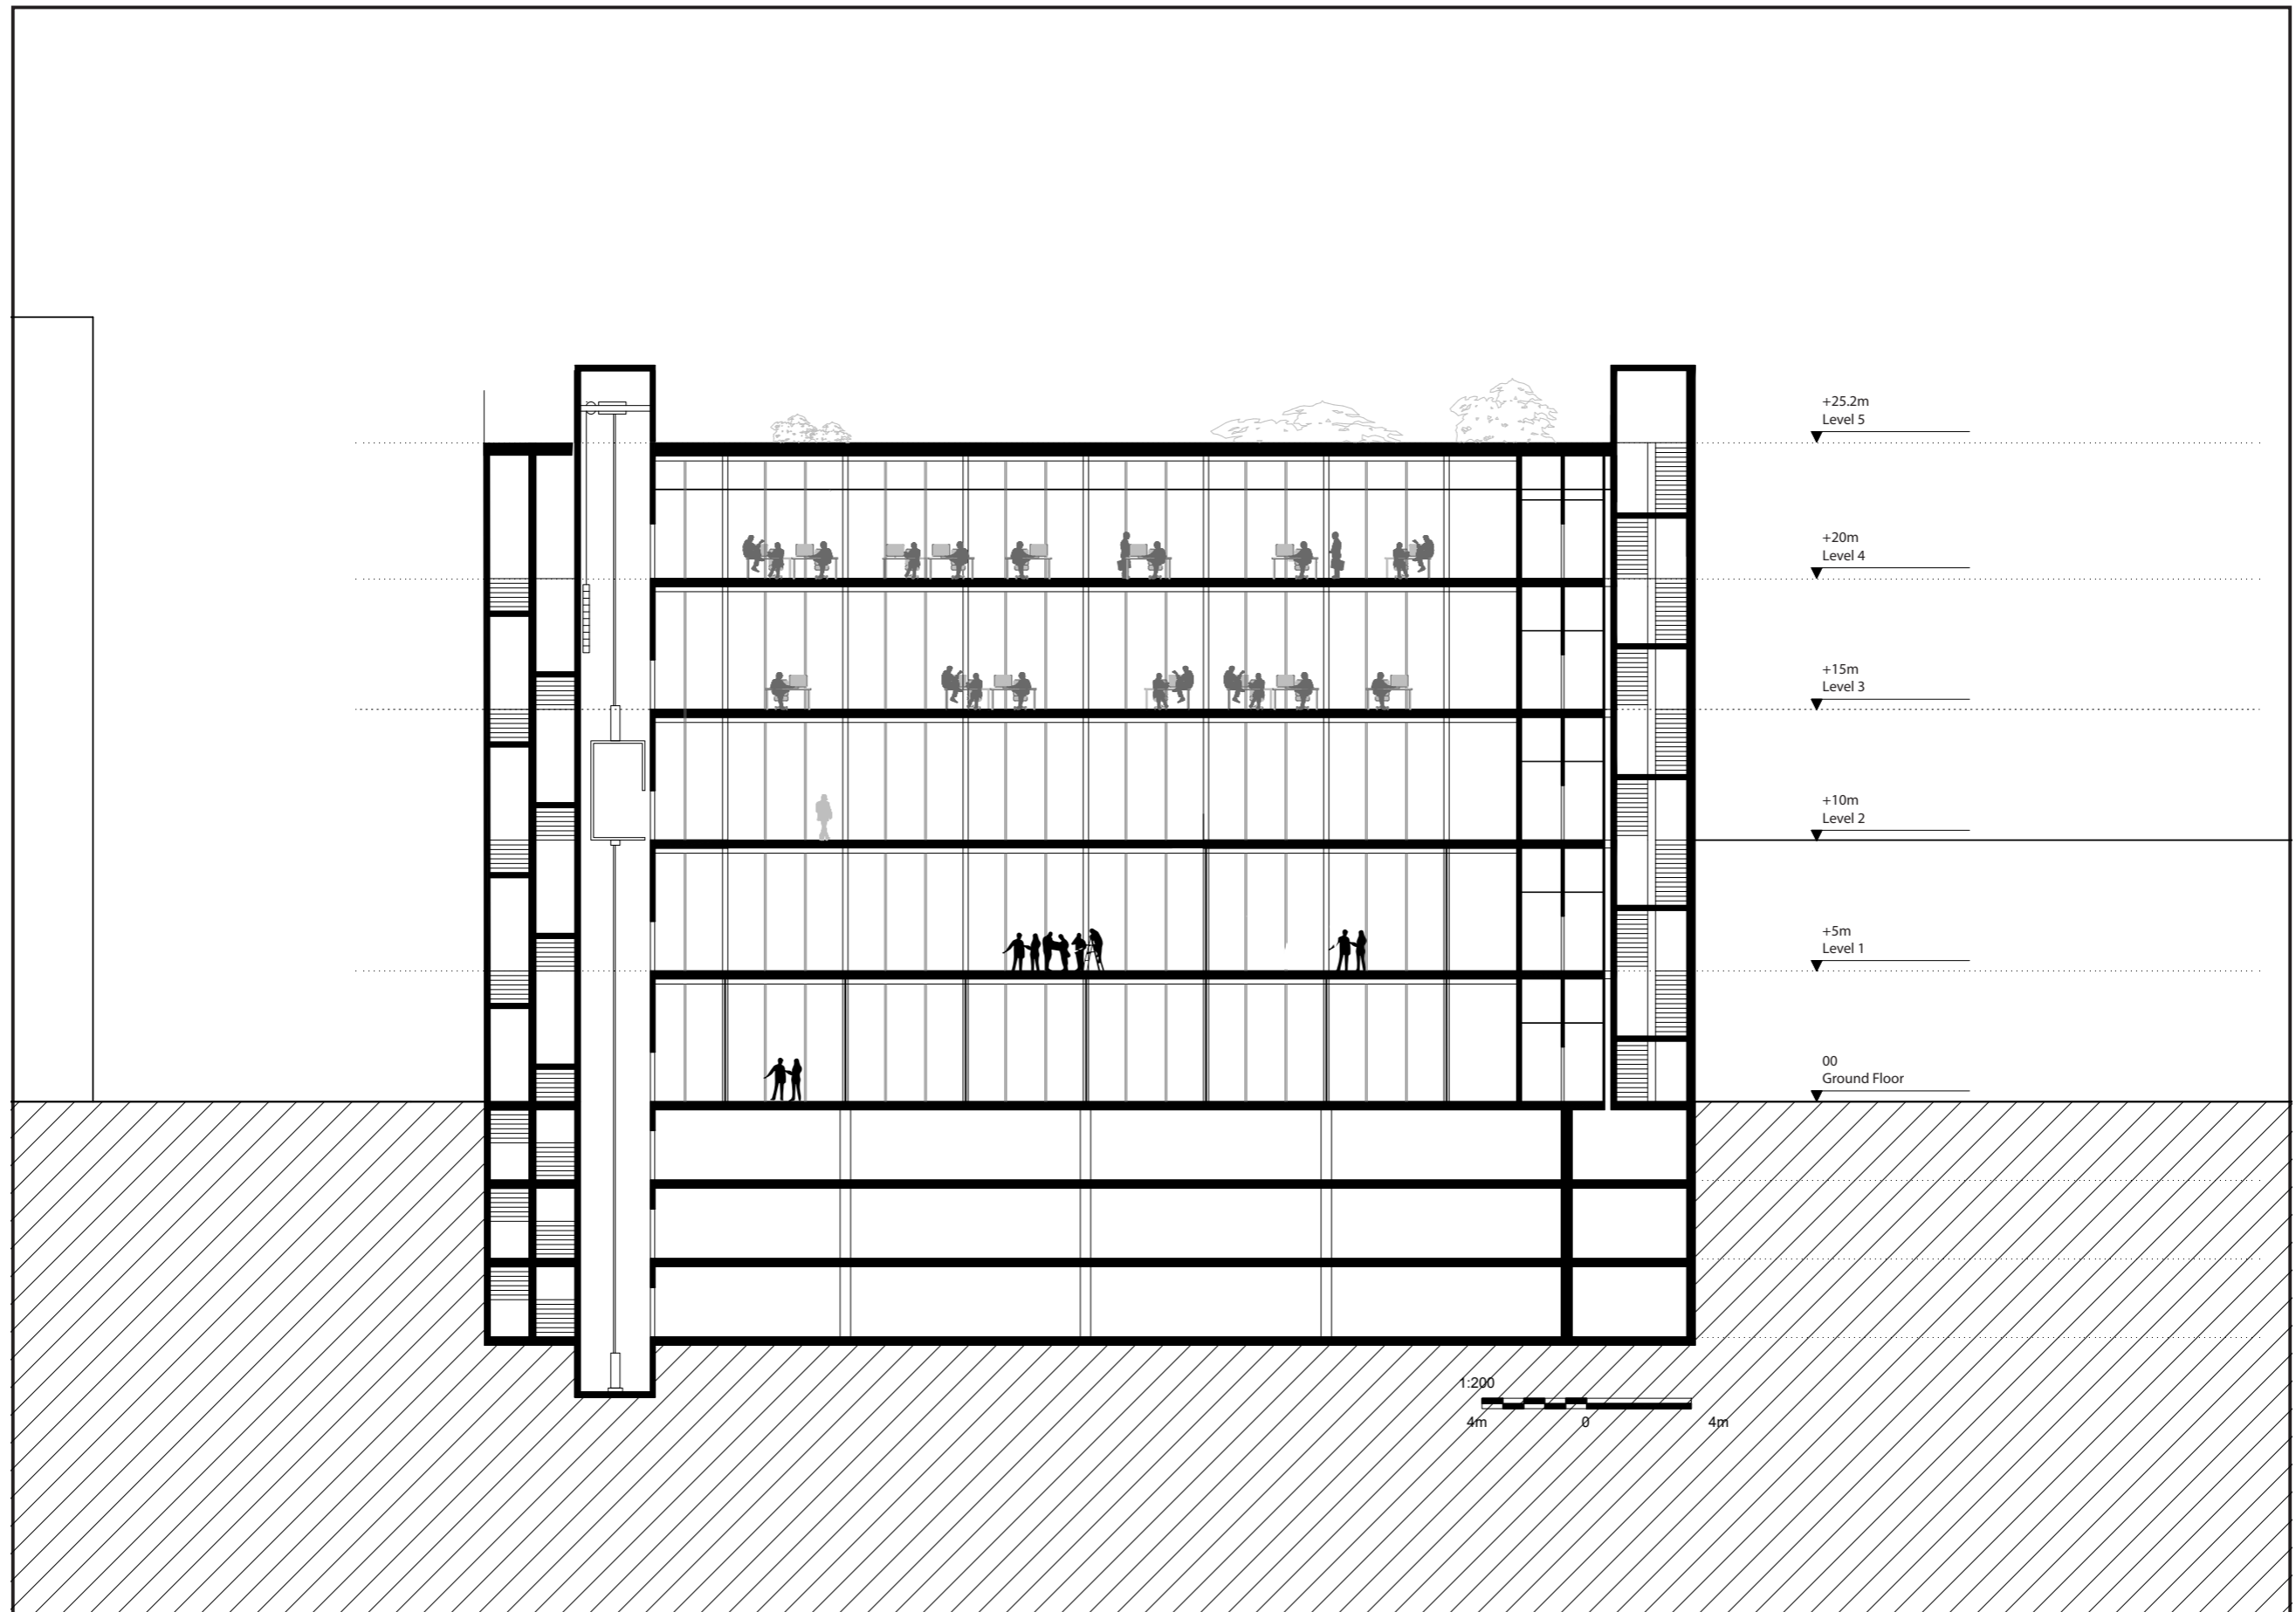 +25.2m
Level 5
+20m
Level 4
+15m
Level 3
+10m
Level 2
+5m
Level 1
00
Ground Floor
1:200
4m 0 4m